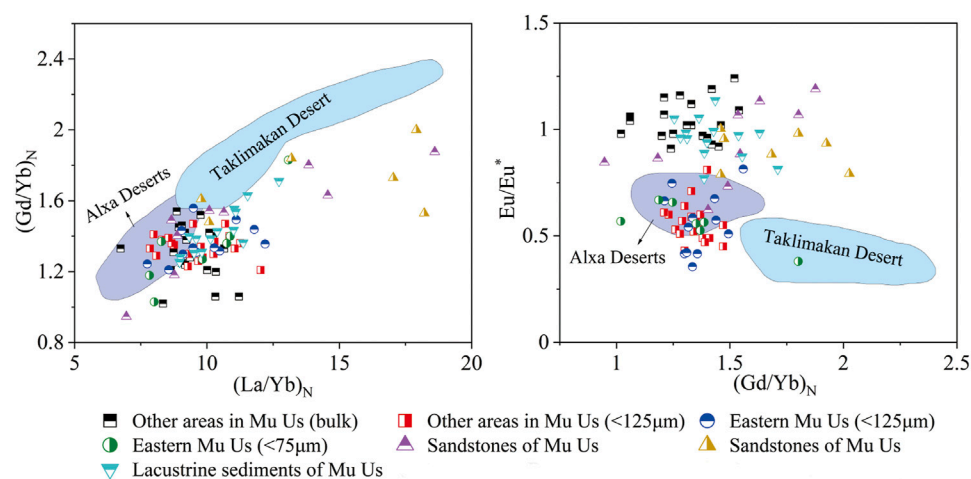 2.4
2.0
1.6
1.2
0.8
(Gd/Yb)N
Alxa Deserts
Taklimakan Desert
5
10
15
20
(La/Yb)N
1.5
1
0.5
0
Eu/Eu*
Alxa Deserts
Taklimakan Desert
1
1.5
2
2.5
(Gd/Yb)N
Other areas in Mu Us (bulk) Other areas in Mu Us (<125μm) Eastern Mu Us (<125μm)
Eastern Mu Us (<75μm) Sandstones of Mu Us Sandstones of Mu Us
Lacustrine sediments of Mu Us